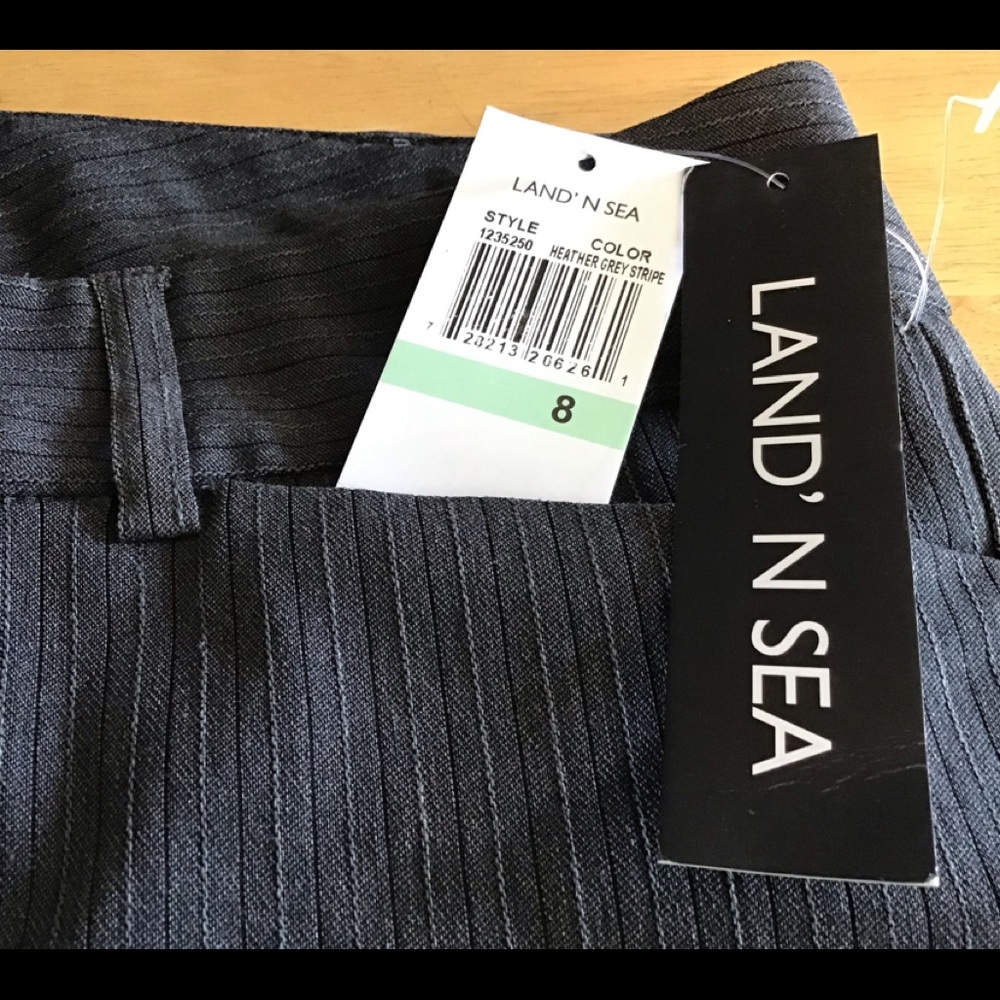 LAND' N SEA
STYLE COLOR
1235250 HEATHER GREY STRIPE
7 28213 20626 1
8
LAND' N SEA